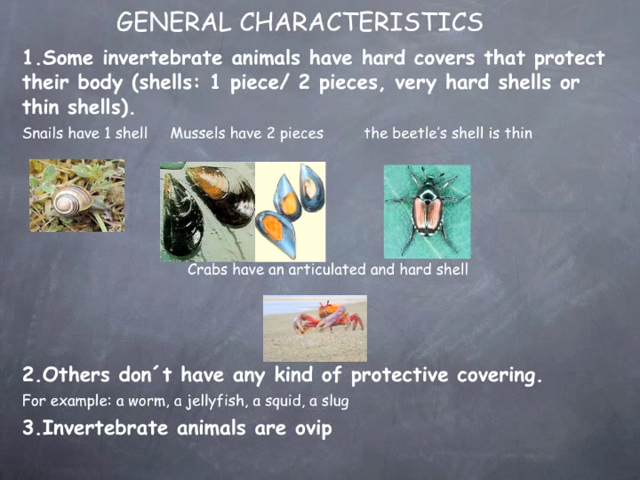 GENERAL CHARACTERISTICS
1.Some invertebrate animals have hard covers that protect
their body (shells: 1 piece/ 2 pieces, very hard shells or
thin shells).
Snails have 1 shell Mussels have 2 pieces the beetle's shell is thin
Crabs have an articulated and hard shell
2.Others don´t have any kind of protective covering.
For example: a worm, a jellyfish, a squid, a slug
3.Invertebrate animals are ovip